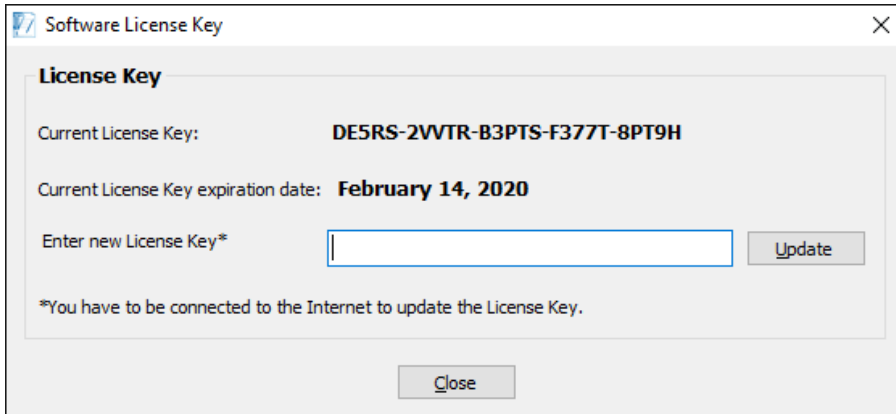 Software License Key
License Key
Current License Key: DE5RS-2VVTR-B3PTS-F377T-8PT9H
Current License Key expiration date: February 14, 2020
Enter new License Key* Update
*You have to be connected to the Internet to update the License Key.
Close